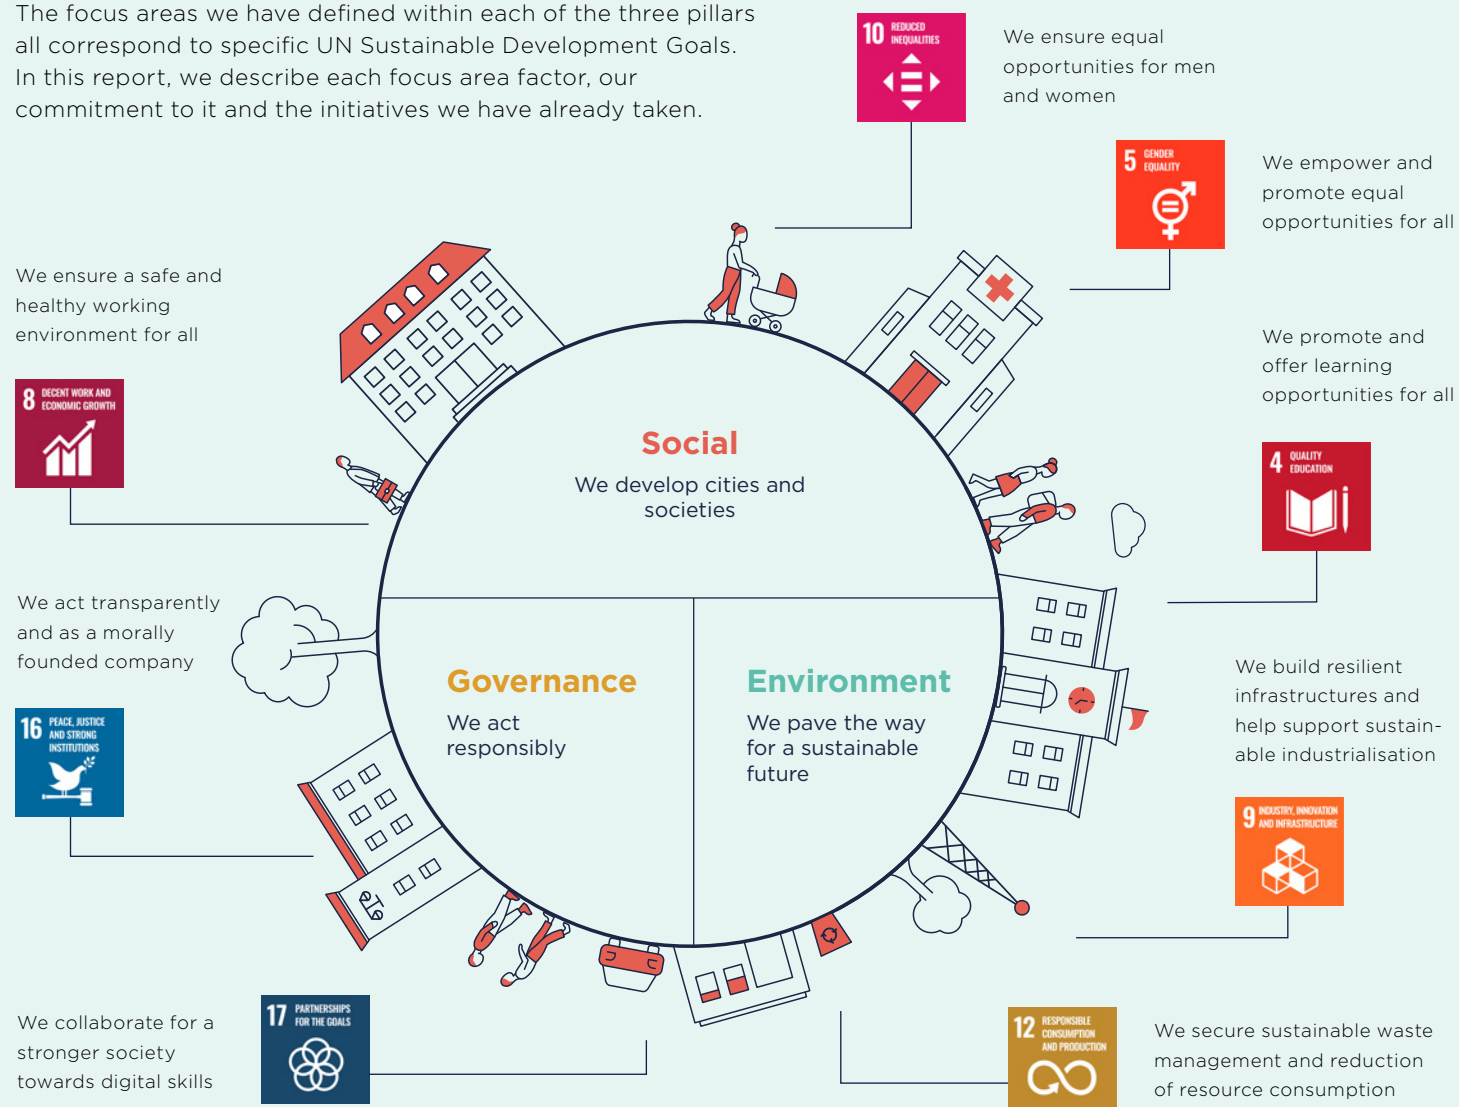 The focus areas we have defined within each of the three pillars
all correspond to specific UN Sustainable Development Goals.
In this report, we describe each focus area factor, our
commitment to it and the initiatives we have already taken.
10 REDUCED
INEQUALITIES
We ensure equal
opportunities for men
and women
5 GENDER
EQUALITY
We empower and
promote equal
opportunities for all
We ensure a safe and
healthy working
environment for all
8 DECENT WORK AND
ECONOMIC GROWTH
We promote and
offer learning
opportunities for all
4 QUALITY
EDUCATION
Social
We develop cities and
societies
We act transparently
and as a morally
founded company
16 PEACE, JUSTICE
AND STRONG
INSTITUTIONS
Governance
We act
responsibly
Environment
We pave the way
for a sustainable
future
We build resilient
infrastructures and
help support sustain-
able industrialisation
9 INDUSTRY, INNOVATION
AND INFRASTRUCTURE
We collaborate for a
stronger society
towards digital skills
17 PARTNERSHIPS
FOR THE GOALS
12 RESPONSIBLE
CONSUMPTION
AND PRODUCTION
We secure sustainable waste
management and reduction
of resource consumption